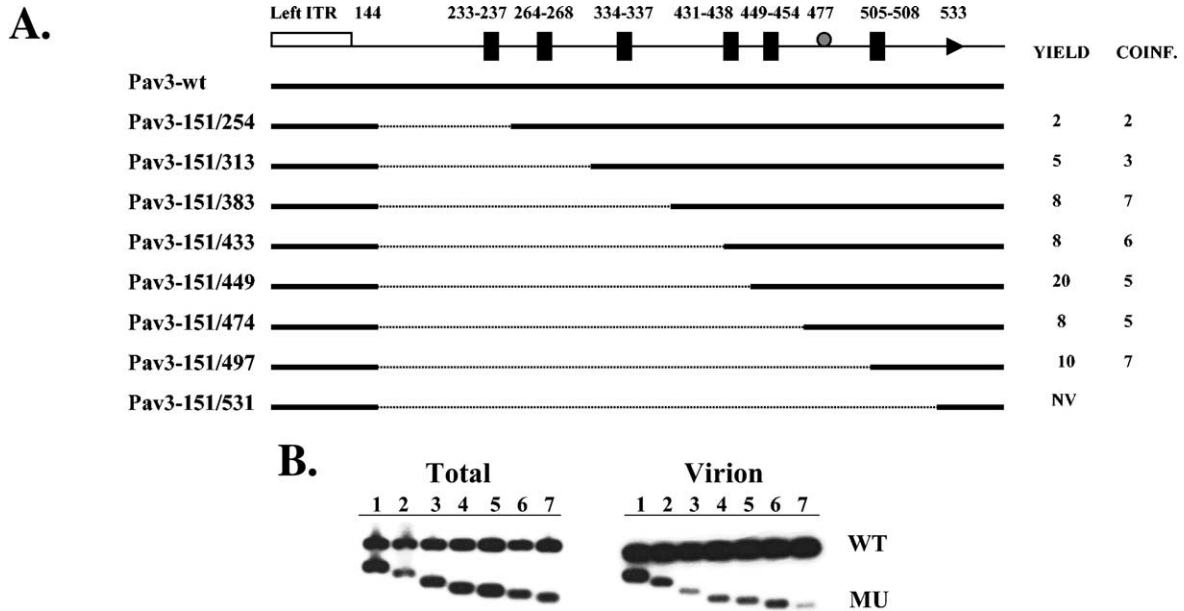 A.
Left ITR 144 233-237 264-268 334-337 431-438 449-454 477 505-508 533
YIELD COINF.
Pav3-wt
Pav3-151/254 2 2
Pav3-151/313 5 3
Pav3-151/383 8 7
Pav3-151/433 8 6
Pav3-151/449 20 5
Pav3-151/474 8 5
Pav3-151/497 10 7
Pav3-151/531 NV
B.
Total Virion
1 2 3 4 5 6 7 1 2 3 4 5 6 7
WT
MU